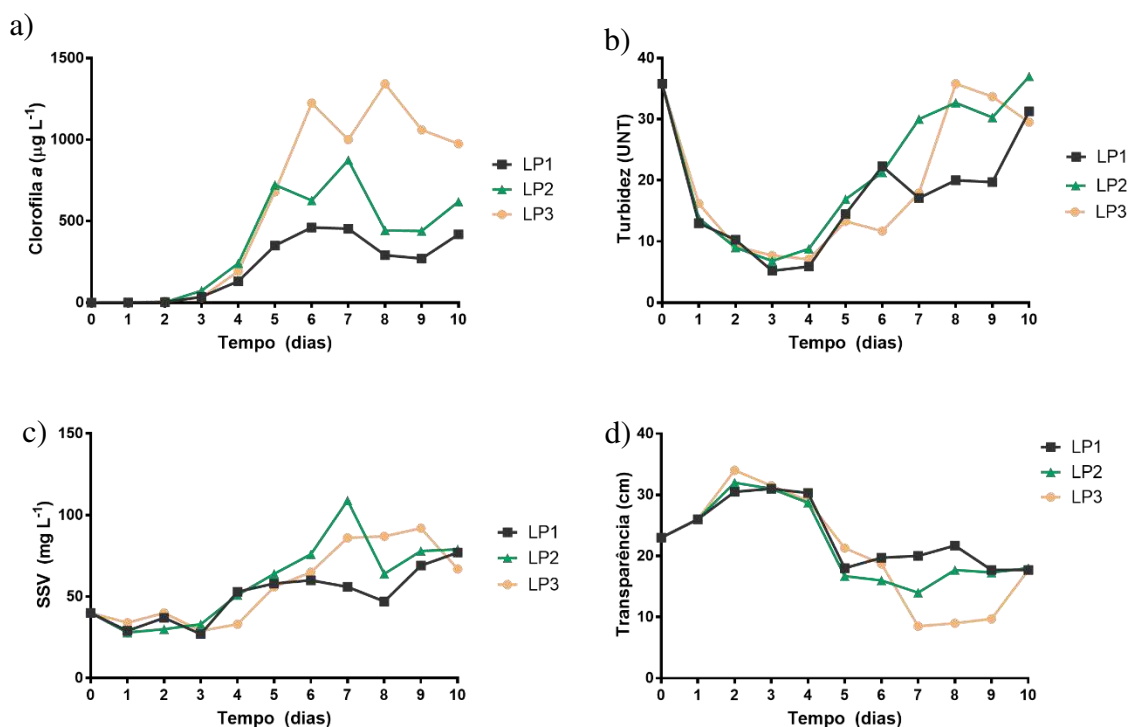 a)
1500
1000
500
0
Clorofila a (µg L⁻¹)
0 1 2 3 4 5 6 7 8 9 10
Tempo (dias)
LP1
LP2
LP3
b)
40
30
20
10
0
Turbidez (UNT)
0 1 2 3 4 5 6 7 8 9 10
Tempo (dias)
LP1
LP2
LP3
c)
150
100
50
0
SSV (mg L⁻¹)
0 1 2 3 4 5 6 7 8 9 10
Tempo (dias)
LP1
LP2
LP3
d)
40
30
20
10
0
Transparência (cm)
0 1 2 3 4 5 6 7 8 9 10
Tempo (dias)
LP1
LP2
LP3